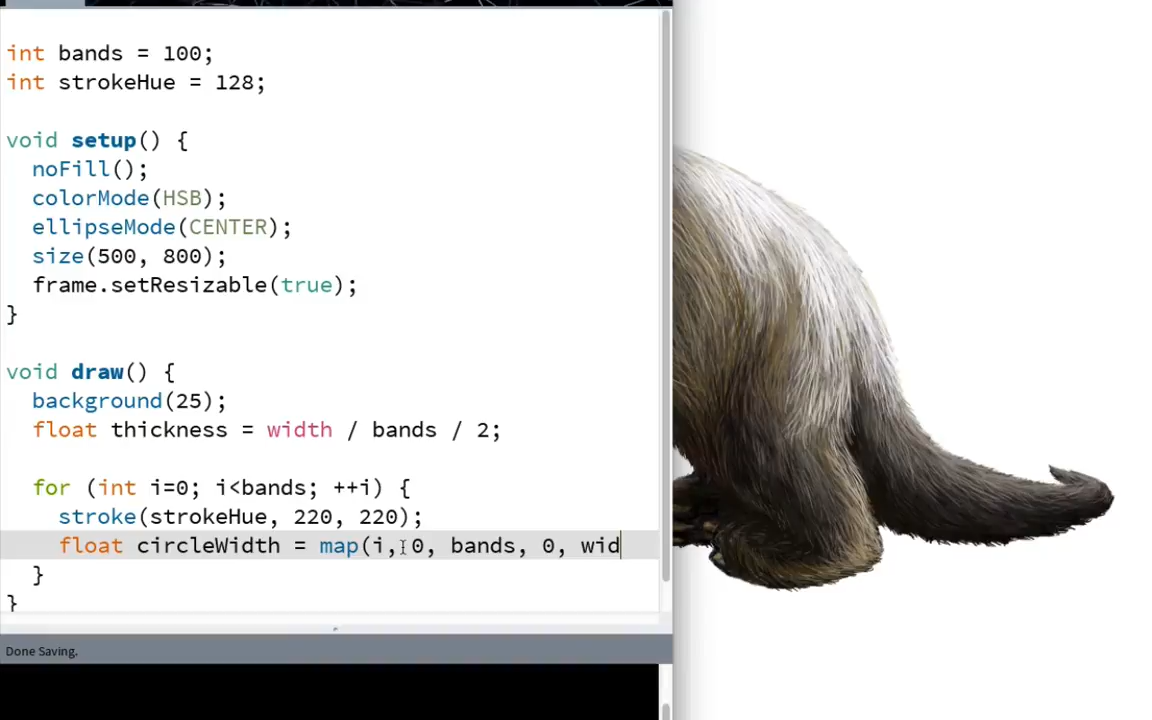 int bands = 100;
int strokeHue = 128;
void setup() {
noFill();
colorMode(HSB);
ellipseMode(CENTER);
size(500, 800);
frame.setResizable(true);
}
void draw() {
background(25);
float thickness = width / bands / 2;
for (int i=0; i<bands; ++i) {
stroke(strokeHue, 220, 220);
float circleWidth = map(i, 0, bands, 0, wid
}
}
Done Saving.